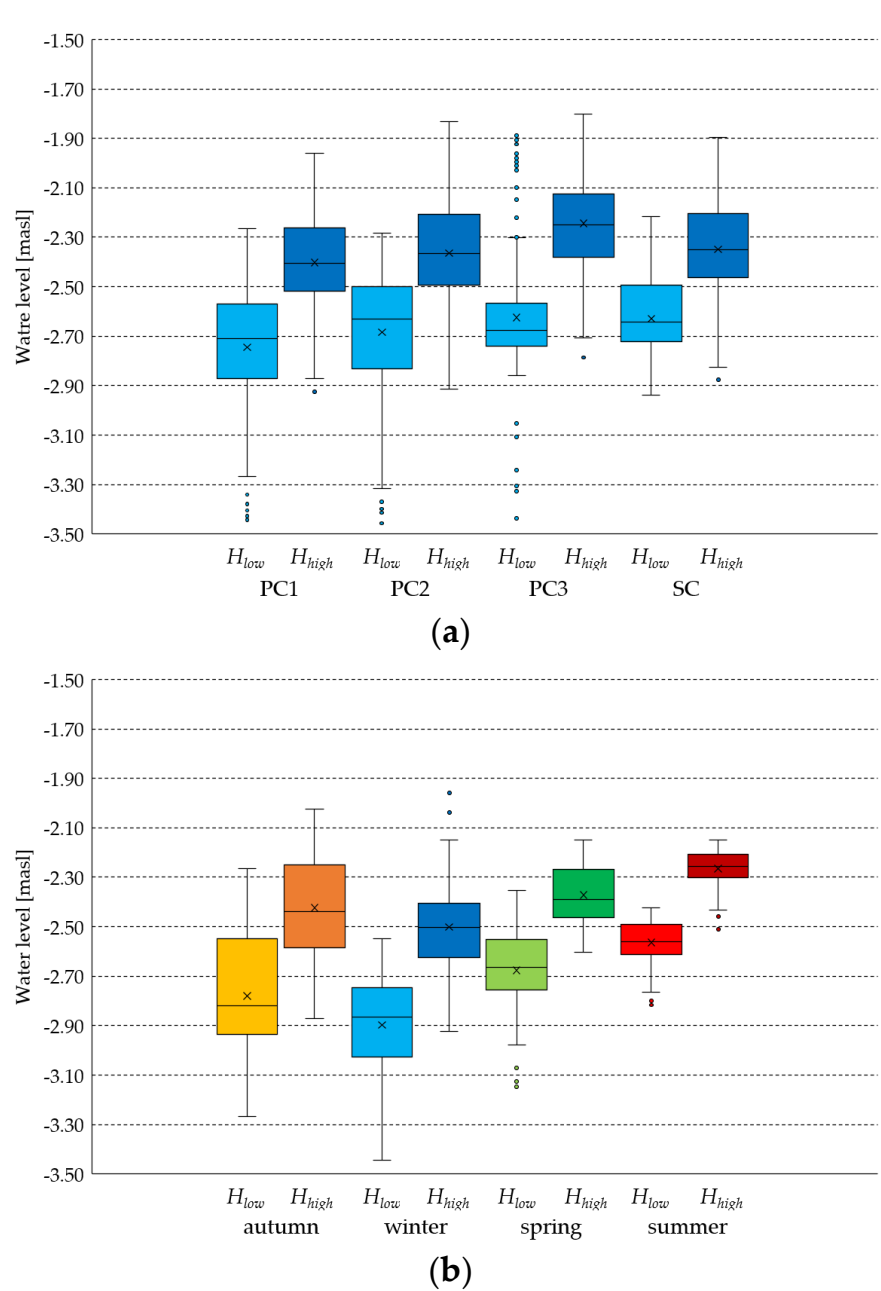 -1.50
-1.70
-1.90
-2.10
-2.30
-2.50
-2.70
-2.90
-3.10
-3.30
-3.50
Watre level [masl]
Hlow Hhigh Hlow Hhigh Hlow Hhigh Hlow Hhigh
PC1 PC2 PC3 SC
(a)
-1.50
-1.70
-1.90
-2.10
-2.30
-2.50
-2.70
-2.90
-3.10
-3.30
-3.50
Water level [masl]
Hlow Hhigh Hlow Hhigh Hlow Hhigh Hlow Hhigh
autumn winter spring summer
(b)